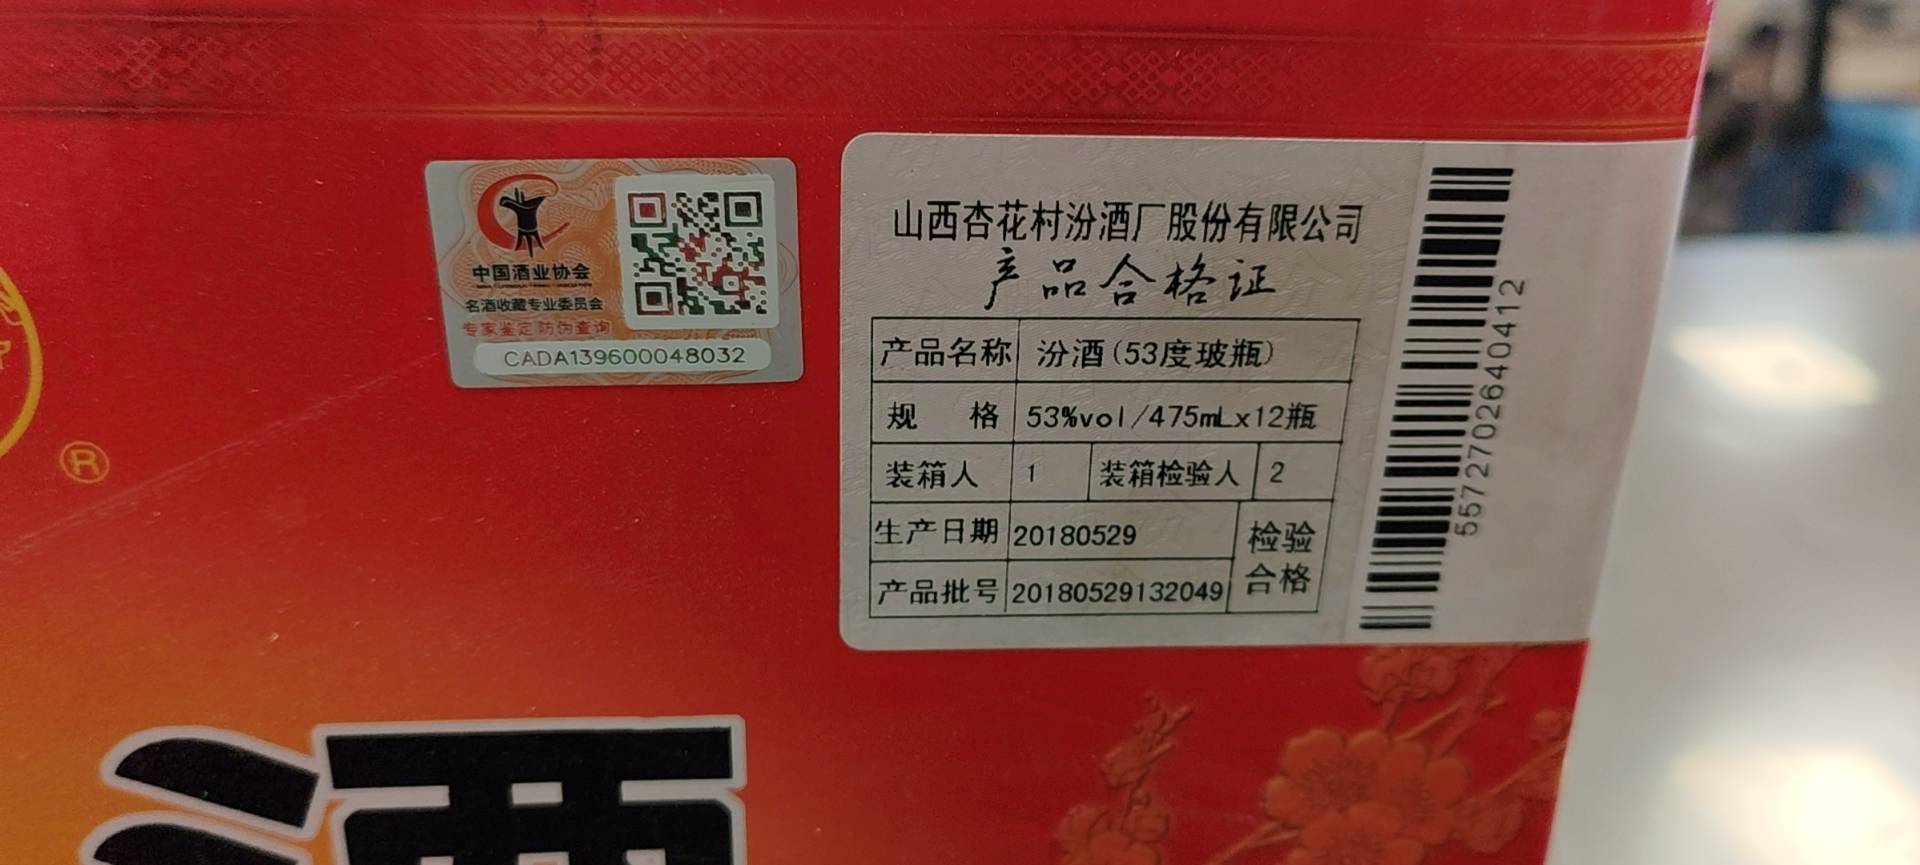 中国酒业协会
名酒收藏专业委员会
专家鉴定 防伪查询
CADA139600048032
山西杏花村汾酒厂股份有限公司
产品合格证
产品名称 汾酒(53度玻瓶)
规 格 53%vol/475mLx12瓶
装箱人 1 装箱检验人 2
生产日期 20180529 检验
产品批号 20180529132049 合格
5572702640412
®
酒